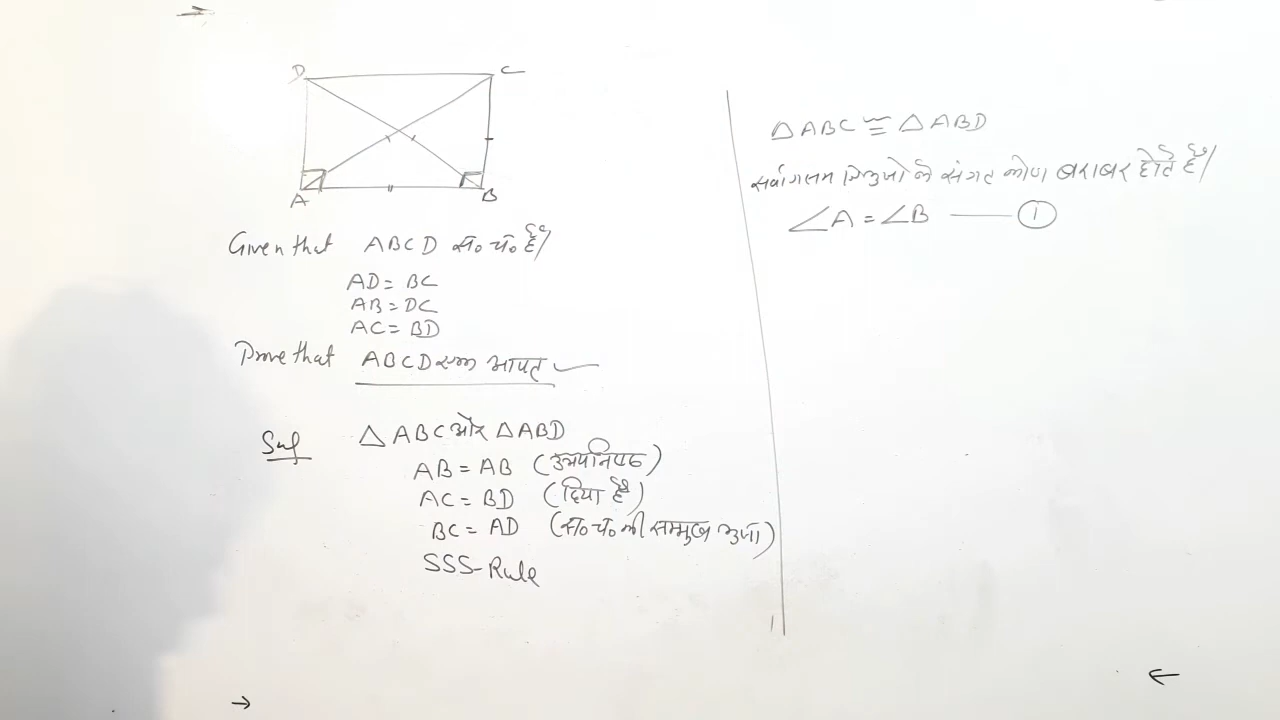 D C
A B
Given that ABCD स० च० है।
AD = BC
AB = DC
AC = BD
Prove that ABCD एक आयत
Sol
△ ABC और △ ABD
AB = AB (उभयनिष्ठ)
AC = BD (दिया है)
BC = AD (स० च० की सम्मुख भुजा)
SSS-Rule
△ABC ≅ △ABD
सर्वांगसम त्रिभुजों के संगत कोण बराबर होते हैं।
∠A = ∠B —— ①